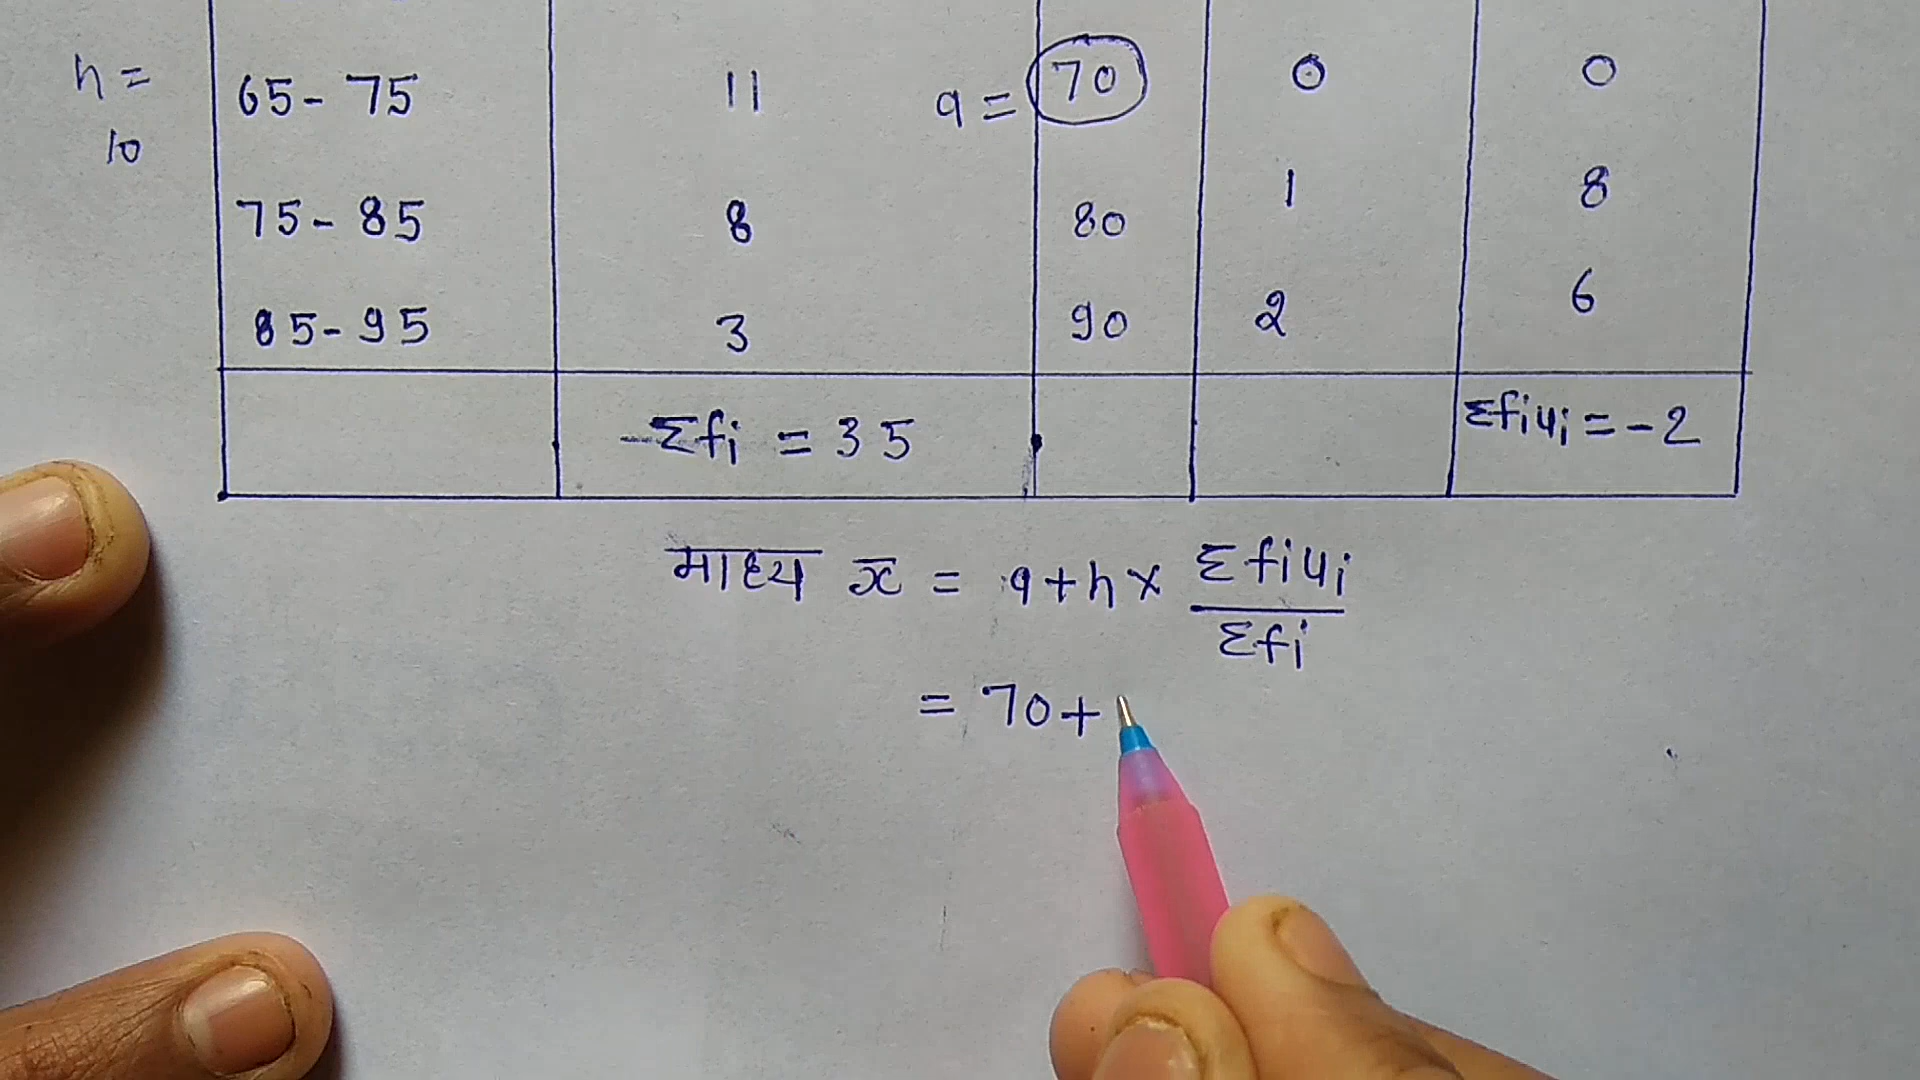 h = 65-75 11 a = 70 0 0
10
75-85 8 80 1 8
85-95 3 90 2 6
Σfi = 35 Σfiui = -2
माध्य x̄ = a+h× Σfiui
Σfi
= 70+